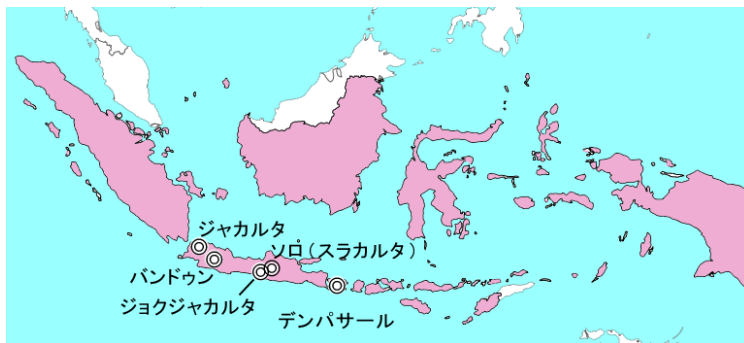 ジャカルタ
ソロ（スラカルタ）
バンドゥン
ジョクジャカルタ
デンパサール